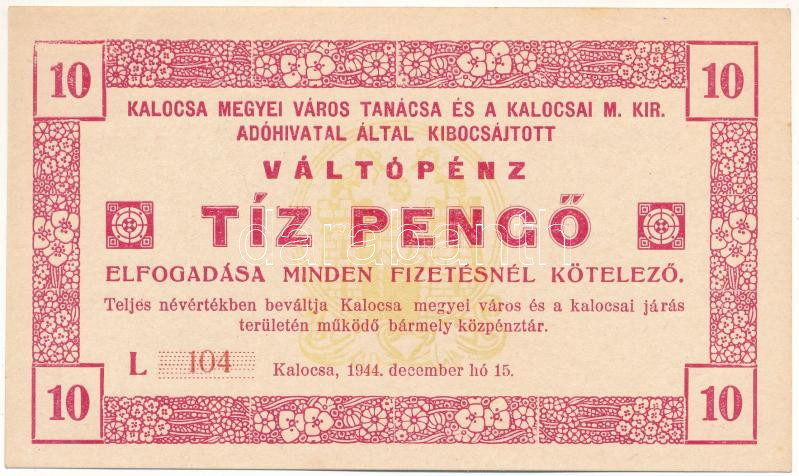 10 10
KALOCSA MEGYEI VÁROS TANÁCSA ÉS A KALOCSAI M. KIR.
ADÓHIVATAL ÁLTAL KIBOCSÁJTOTT
VÁLTÓPÉNZ
TÍZ PENGŐ
darabanth
ELFOGADÁSA MINDEN FIZETÉSNÉL KÖTELEZŐ.
Teljes névértékben beváltja Kalocsa megyei város és a kalocsai járás
területén működő bármely közpénztár.
L 104 Kalocsa, 1944. december hó 15.
10 10